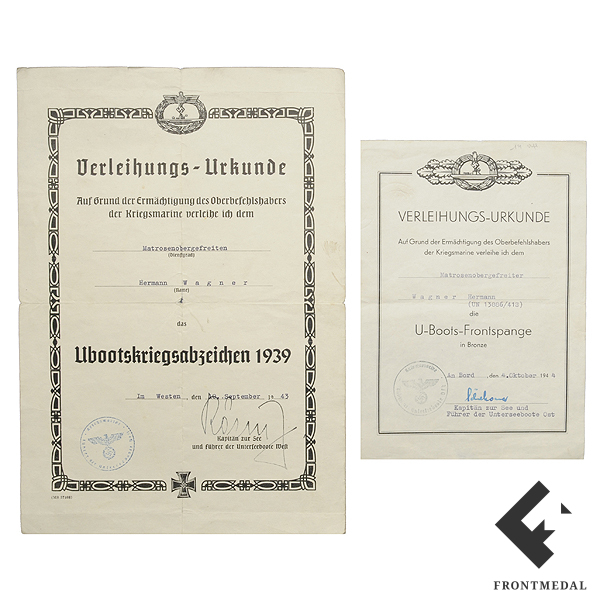 Verleihungs-Urkunde
Auf Grund der Ermächtigung des Oberbefehlshabers
der Kriegsmarine verleihe ich dem
Matrosenobergefreiten
(Dienstgrad)
Hermann Wagner
(Name)
das
Ubootskriegsabzeichen 1939
Im Westen, den September 1943
Kapitän zur See
und Führer der Unterseeboote West
VERLEIHUNGS-URKUNDE
Auf Grund der Ermächtigung des Oberbefehlshabers
der Kriegsmarine verleihe ich dem
Matrosenobergefreiter
Wagner Hermann
(UN 13006/41S)
die
U-Boots-Frontspange
in Bronze
An Bord, den 4.Oktober 1944
Kapitän zur See und
Führer der Unterseeboote Ost
FRONTMEDAL